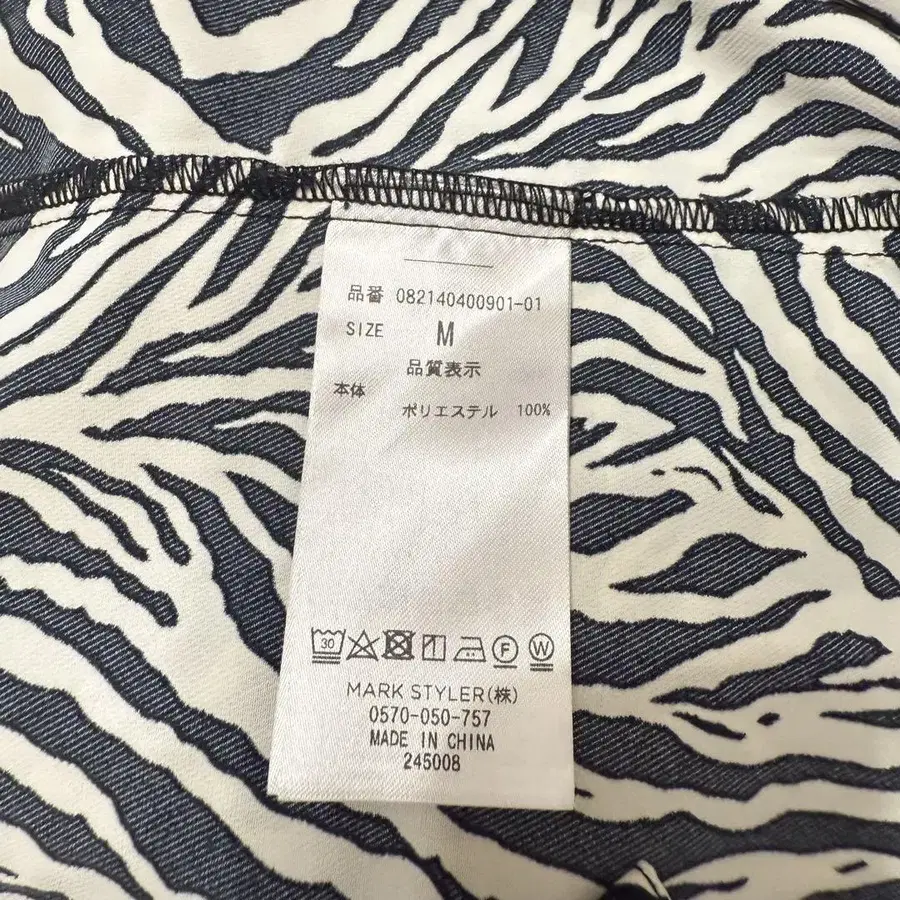 品番 082140400901-01
SIZE M
品質表示
本体 ポリエステル 100%
30 F W
MARK STYLER(株)
0570-050-757
MADE IN CHINA
245008